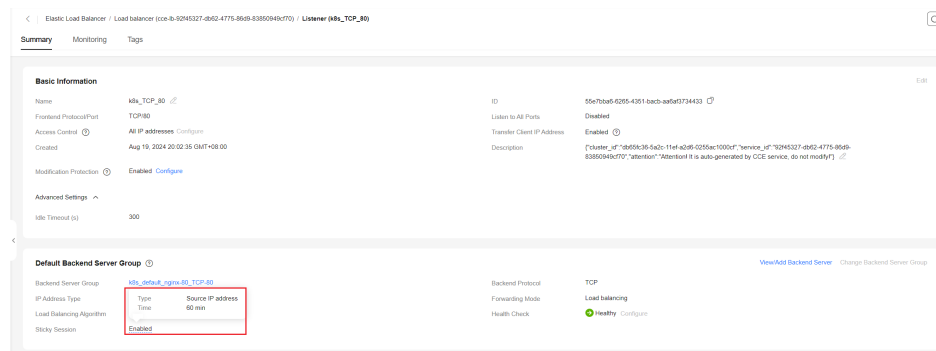 Elastic Load Balancer / Load balancer (cce-lb-92f45327-db62-4775-86d9-83850949cf70) / Listener (k8s_TCP_80)
Summary Monitoring Tags
Basic Information Edit
Name k8s_TCP_80 ID 55e7bba6-6265-4351-bacb-aa6af3734433
Frontend Protocol/Port TCP/80 Listen to All Ports Disabled
Access Control All IP addresses Configure Transfer Client IP Address Enabled
Created Aug 19, 2024 20:02:35 GMT+08:00 Description {"cluster_id":"db65fc36-5a2c-11ef-a2d6-0255ac1000cf","service_id":"92f45327-db62-4775-86d9-
83850949cf70","attention":"Attention! It is auto-generated by CCE service, do not modify!"}
Modification Protection Enabled Configure
Advanced Settings
Idle Timeout (s) 300
Default Backend Server Group View/Add Backend Server Change Backend Server Group
Backend Server Group k8s_default_nginx-80_TCP-80 Backend Protocol TCP
IP Address Type Type Source IP address Forwarding Mode Load balancing
Time 60 min
Load Balancing Algorithm Health Check Healthy Configure
Sticky Session Enabled